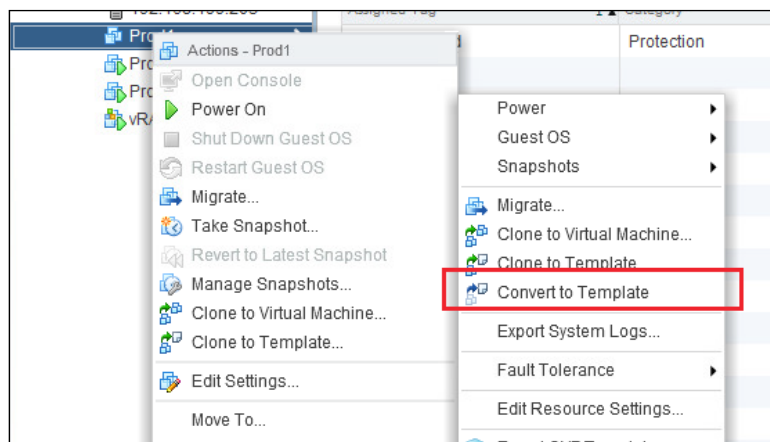 Assigned Tag
Category
Prod1
Protection
Actions - Prod1
Open Console
Power On
Shut Down Guest OS
Restart Guest OS
Migrate...
Take Snapshot...
Revert to Latest Snapshot
Manage Snapshots...
Clone to Virtual Machine...
Clone to Template...
Edit Settings...
Move To...
Power
Guest OS
Snapshots
Migrate...
Clone to Virtual Machine...
Clone to Template
Convert to Template
Export System Logs...
Fault Tolerance
Edit Resource Settings...